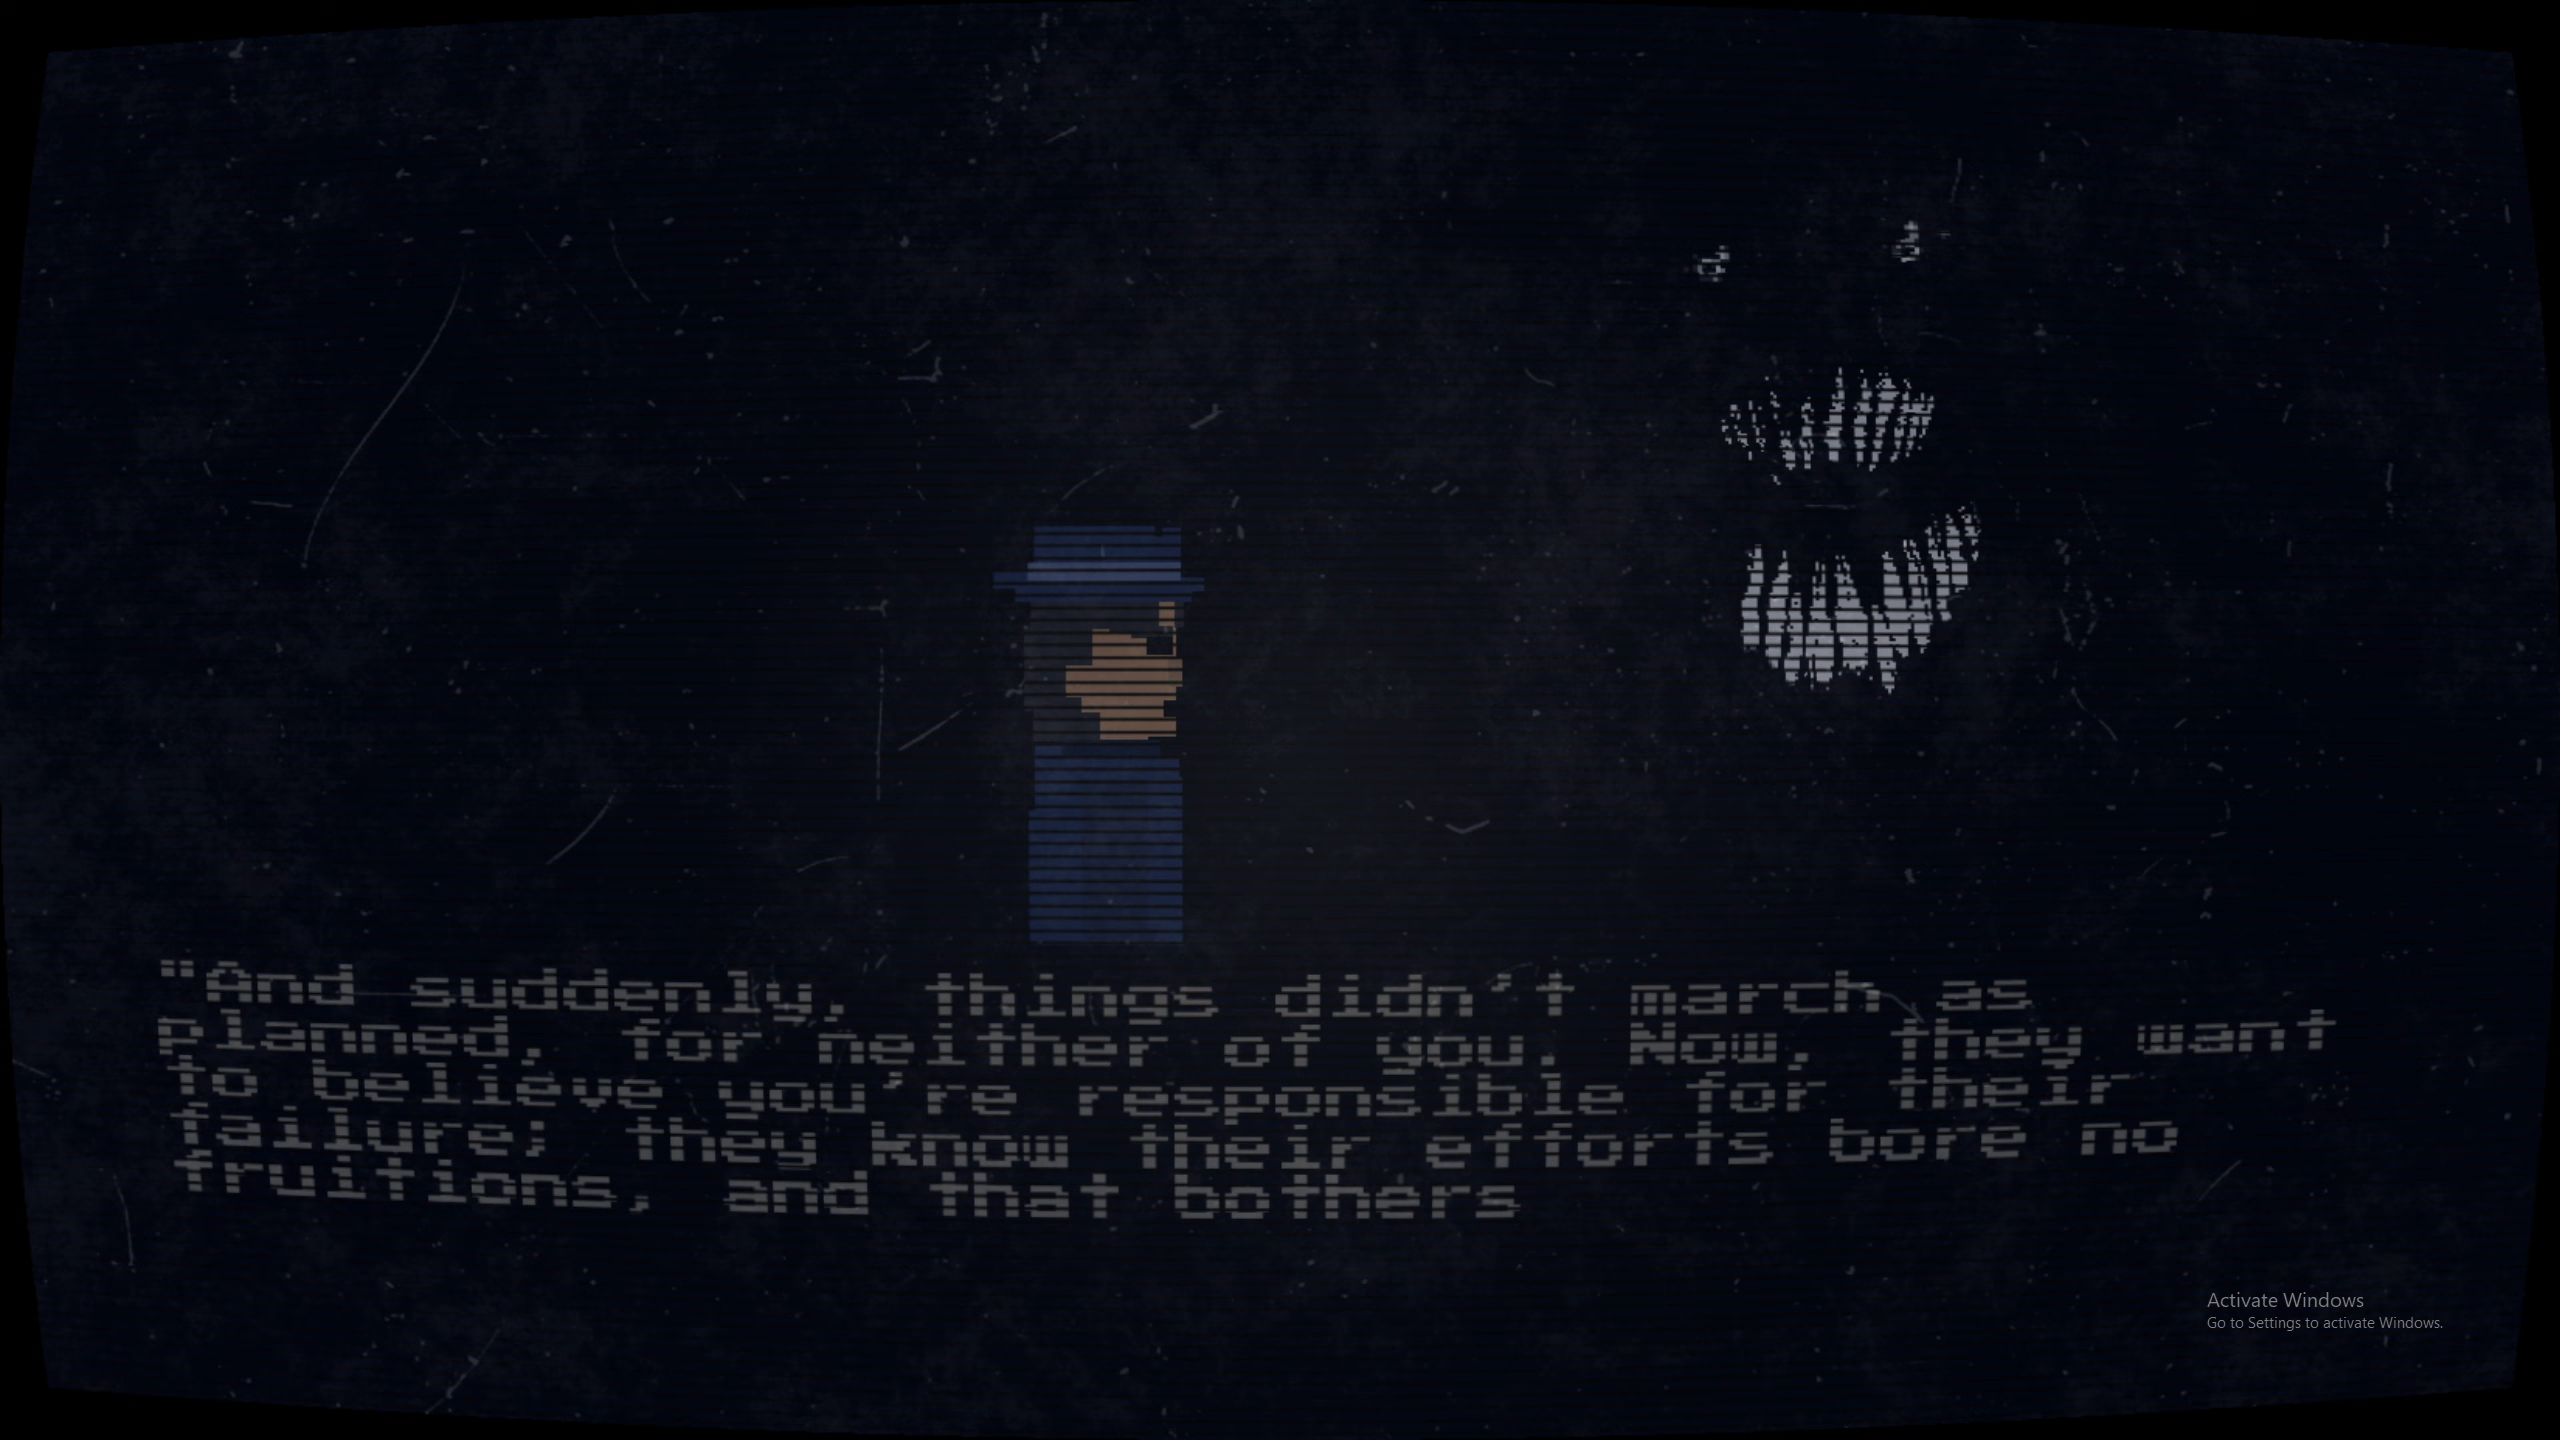 "And suddenly, things didn't march as
planned, for neither of you. Now, they want
to believe you're responsible for their
failure; they know their efforts bore no
fruitions, and that bothers
Activate Windows
Go to Settings to activate Windows.